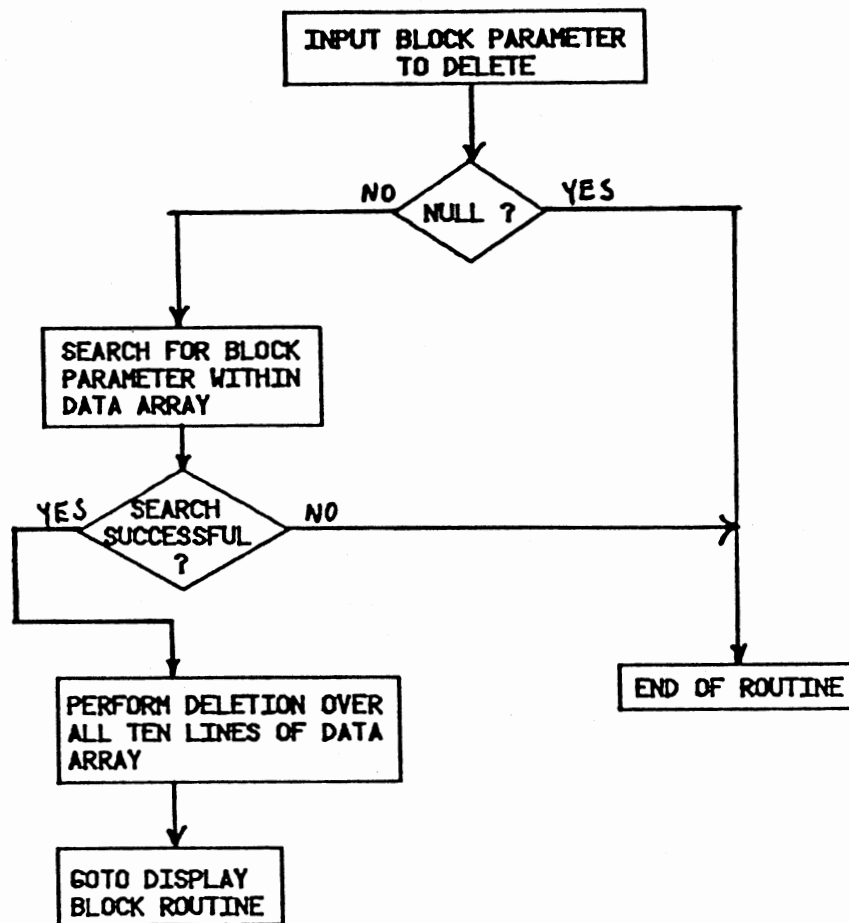 INPUT BLOCK PARAMETER
TO DELETE
NO
YES
NULL ?
SEARCH FOR BLOCK
PARAMETER WITHIN
DATA ARRAY
YES
SEARCH
SUCCESSFUL
?
NO
PERFORM DELETION OVER
ALL TEN LINES OF DATA
ARRAY
END OF ROUTINE
GOTO DISPLAY
BLOCK ROUTINE